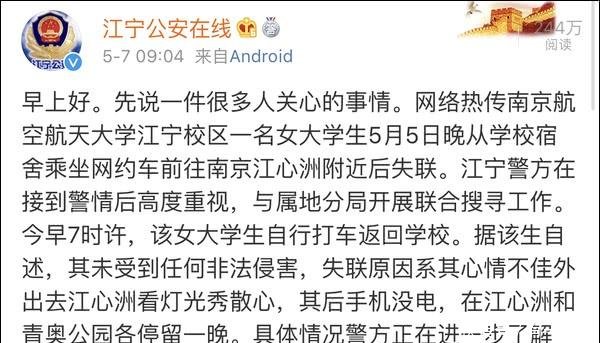 江宁公安在线
5-7 09:04 来自Android
244万
阅读
江宁公
早上好。先说一件很多人关心的事情。网络热传南京航
空航天大学江宁校区一名女大学生5月5日晚从学校宿
舍乘坐网约车前往南京江心洲附近后失联。江宁警方在
接到警情后高度重视，与属地分局开展联合搜寻工作。
今早7时许，该女大学生自行打车返回学校。据该生自
述，其未受到任何非法侵害，失联原因系其心情不佳外
出去江心洲看灯光秀散心，其后手机没电，在江心洲和
青奥公园各停留一晚。具体情况警方正在进一步了解